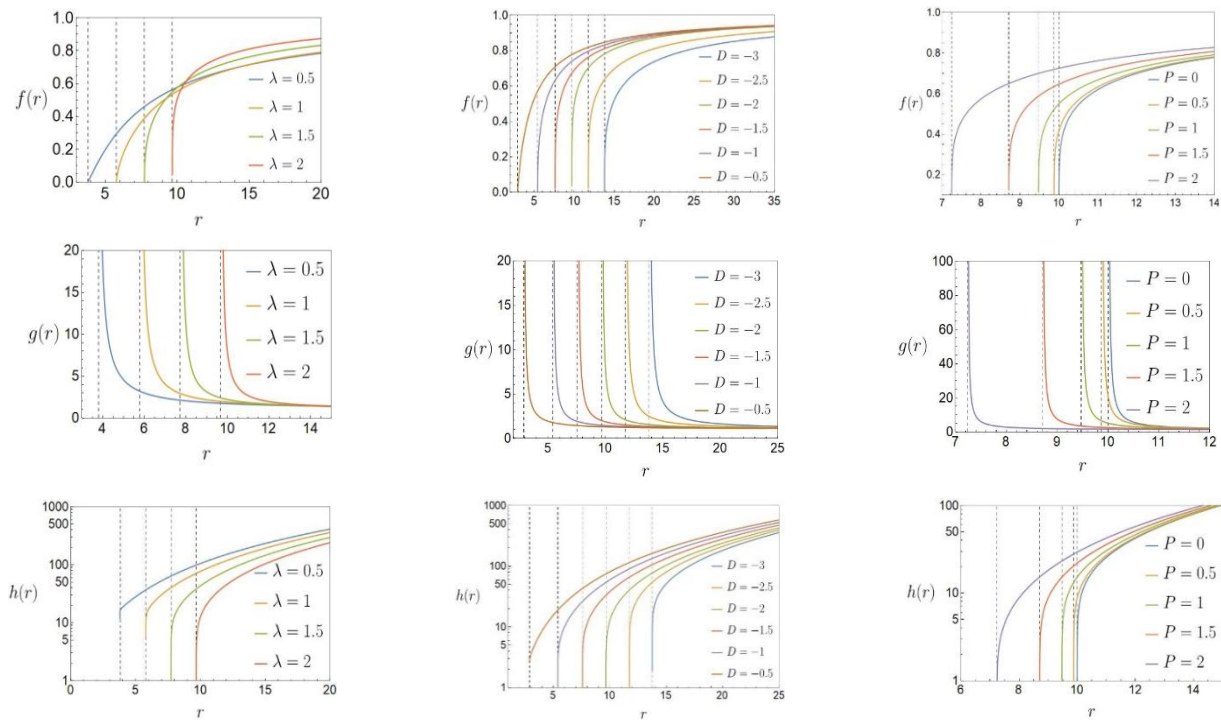 f(r)
1.0
0.8
0.6
0.4
0.2
0.0
λ = 0.5
λ = 1
λ = 1.5
λ = 2
5
10
15
20
r
f(r)
1.0
0.8
0.6
0.4
0.2
0.0
D = −3
D = −2.5
D = −2
D = −1.5
D = −1
D = −0.5
5
10
15
20
25
30
35
r
f(r)
1.0
0.8
0.6
0.4
0.2
P = 0
P = 0.5
P = 1
P = 1.5
P = 2
7
8
9
10
11
12
13
14
r
g(r)
20
15
10
5
0
λ = 0.5
λ = 1
λ = 1.5
λ = 2
4
6
8
10
12
14
r
g(r)
20
15
10
5
0
D = −3
D = −2.5
D = −2
D = −1.5
D = −1
D = −0.5
2
5
10
15
20
25
r
g(r)
100
80
60
40
20
0
P = 0
P = 0.5
P = 1
P = 1.5
P = 2
7
8
9
10
11
12
r
h(r)
1000
500
100
50
10
5
1
λ = 0.5
λ = 1
λ = 1.5
λ = 2
0
5
10
15
20
r
h(r)
1000
500
100
50
10
5
1
D = −3
D = −2.5
D = −2
D = −1.5
D = −1
D = −0.5
5
10
15
20
25
r
h(r)
100
50
10
5
1
P = 0
P = 0.5
P = 1
P = 1.5
P = 2
6
8
10
12
14
r